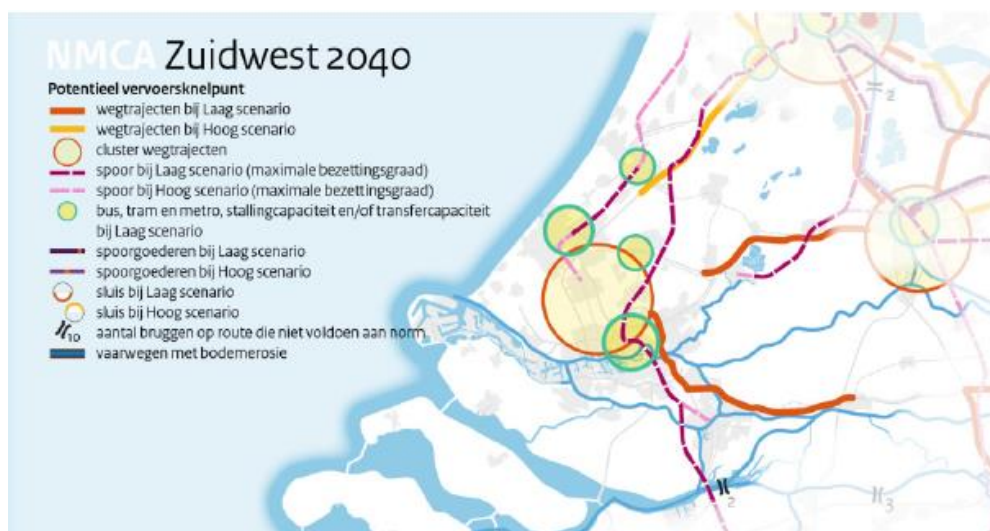 NMCA Zuidwest 2040
Potentieel vervoersknelpunt
wegtrajecten bij Laag scenario
wegtrajecten bij Hoog scenario
cluster wegtrajecten
spoor bij Laag scenario (maximale bezettingsgraad)
spoor bij Hoog scenario (maximale bezettingsgraad)
bus, tram en metro, stallingcapaciteit en/of transfercapaciteit
bij Laag scenario
spoorgoederen bij Laag scenario
spoorgoederen bij Hoog scenario
sluis bij Laag scenario
sluis bij Hoog scenario
10 aantal bruggen op route die niet voldoen aan norm
vaarwegen met bodemerosie
2
2
3